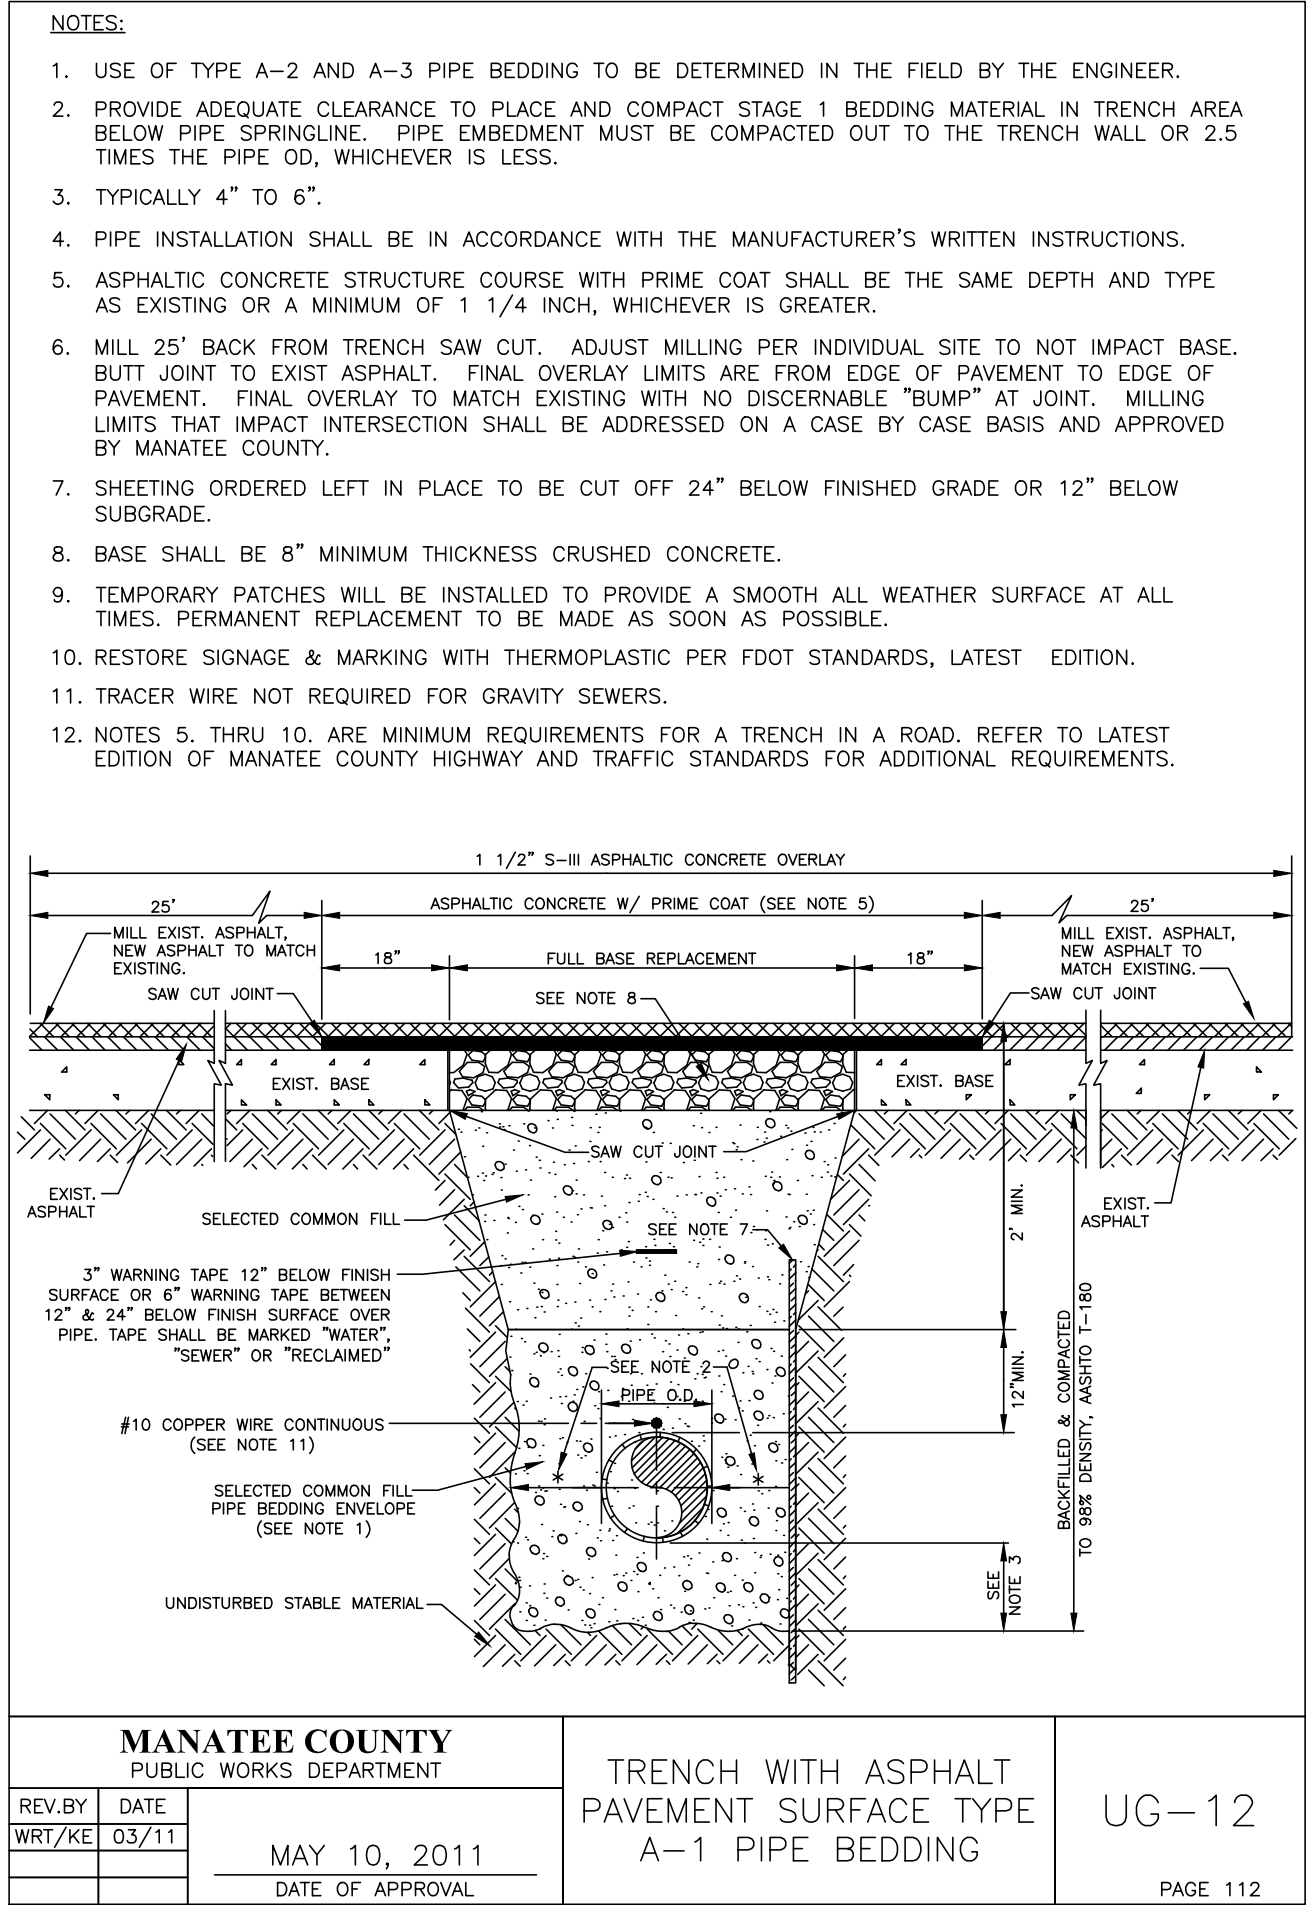 NOTES:
1. USE OF TYPE A-2 AND A-3 PIPE BEDDING TO BE DETERMINED IN THE FIELD BY THE ENGINEER.
2. PROVIDE ADEQUATE CLEARANCE TO PLACE AND COMPACT STAGE 1 BEDDING MATERIAL IN TRENCH AREA
BELOW PIPE SPRINGLINE. PIPE EMBEDMENT MUST BE COMPACTED OUT TO THE TRENCH WALL OR 2.5
TIMES THE PIPE OD, WHICHEVER IS LESS.
3. TYPICALLY 4" TO 6".
4. PIPE INSTALLATION SHALL BE IN ACCORDANCE WITH THE MANUFACTURER'S WRITTEN INSTRUCTIONS.
5. ASPHALTIC CONCRETE STRUCTURE COURSE WITH PRIME COAT SHALL BE THE SAME DEPTH AND TYPE
AS EXISTING OR A MINIMUM OF 1 1/4 INCH, WHICHEVER IS GREATER.
6. MILL 25' BACK FROM TRENCH SAW CUT. ADJUST MILLING PER INDIVIDUAL SITE TO NOT IMPACT BASE.
BUTT JOINT TO EXIST ASPHALT. FINAL OVERLAY LIMITS ARE FROM EDGE OF PAVEMENT TO EDGE OF
PAVEMENT. FINAL OVERLAY TO MATCH EXISTING WITH NO DISCERNABLE "BUMP" AT JOINT. MILLING
LIMITS THAT IMPACT INTERSECTION SHALL BE ADDRESSED ON A CASE BY CASE BASIS AND APPROVED
BY MANATEE COUNTY.
7. SHEETING ORDERED LEFT IN PLACE TO BE CUT OFF 24" BELOW FINISHED GRADE OR 12" BELOW
SUBGRADE.
8. BASE SHALL BE 8" MINIMUM THICKNESS CRUSHED CONCRETE.
9. TEMPORARY PATCHES WILL BE INSTALLED TO PROVIDE A SMOOTH ALL WEATHER SURFACE AT ALL
TIMES. PERMANENT REPLACEMENT TO BE MADE AS SOON AS POSSIBLE.
10. RESTORE SIGNAGE & MARKING WITH THERMOPLASTIC PER FDOT STANDARDS, LATEST EDITION.
11. TRACER WIRE NOT REQUIRED FOR GRAVITY SEWERS.
12. NOTES 5. THRU 10. ARE MINIMUM REQUIREMENTS FOR A TRENCH IN A ROAD. REFER TO LATEST
EDITION OF MANATEE COUNTY HIGHWAY AND TRAFFIC STANDARDS FOR ADDITIONAL REQUIREMENTS.
1 1/2" S-III ASPHALTIC CONCRETE OVERLAY
25'
ASPHALTIC CONCRETE W/ PRIME COAT (SEE NOTE 5)
25'
MILL EXIST. ASPHALT,
NEW ASPHALT TO MATCH
EXISTING.
MILL EXIST. ASPHALT,
NEW ASPHALT TO
MATCH EXISTING.
18"
FULL BASE REPLACEMENT
18"
SAW CUT JOINT
SEE NOTE 8
SAW CUT JOINT
EXIST. BASE
EXIST. BASE
SAW CUT JOINT
EXIST.
ASPHALT
EXIST.
ASPHALT
SELECTED COMMON FILL
SEE NOTE 7
2' MIN.
3" WARNING TAPE 12" BELOW FINISH
SURFACE OR 6" WARNING TAPE BETWEEN
12" & 24" BELOW FINISH SURFACE OVER
PIPE. TAPE SHALL BE MARKED "WATER",
"SEWER" OR "RECLAIMED"
SEE NOTE 2
PIPE O.D.
12"MIN.
BACKFILLED & COMPACTED
TO 98% DENSITY, AASHTO T-180
#10 COPPER WIRE CONTINUOUS
(SEE NOTE 11)
SELECTED COMMON FILL
PIPE BEDDING ENVELOPE
(SEE NOTE 1)
SEE
NOTE 3
UNDISTURBED STABLE MATERIAL
MANATEE COUNTY
PUBLIC WORKS DEPARTMENT
REV.BY DATE
WRT/KE 03/11
MAY 10, 2011
DATE OF APPROVAL
TRENCH WITH ASPHALT
PAVEMENT SURFACE TYPE
A-1 PIPE BEDDING
UG-12
PAGE 112